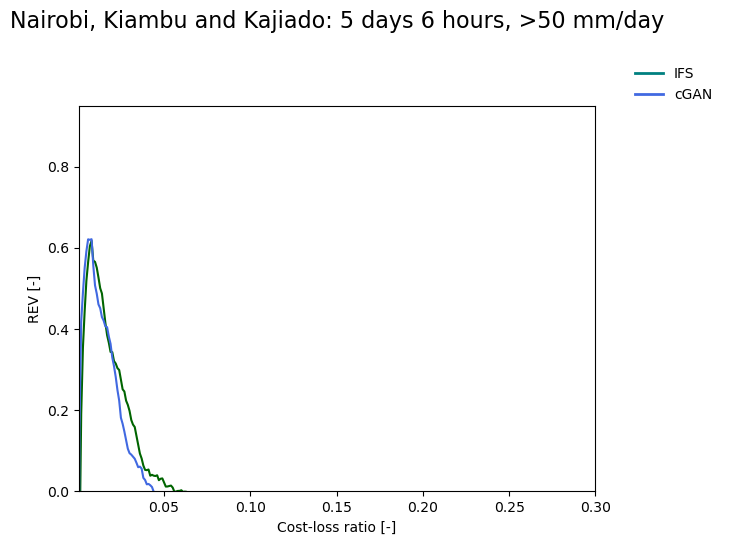 Nairobi, Kiambu and Kajiado: 5 days 6 hours, >50 mm/day
IFS
cGAN
0.8
0.6
REV [-]
0.4
0.2
0.0
0.05
0.10
0.15
0.20
0.25
0.30
Cost-loss ratio [-]